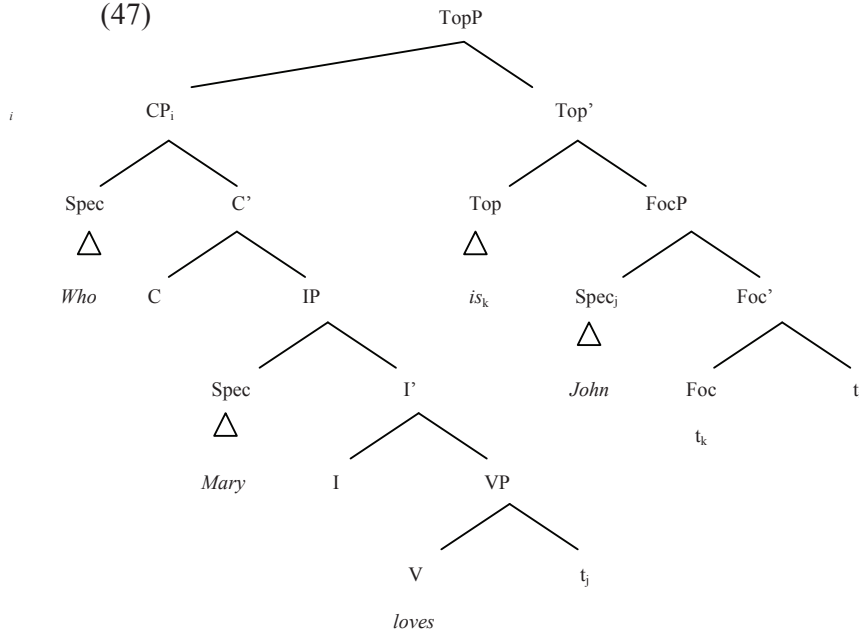 (47)
TopP
i CPi Top’
Spec C’ Top FocP
Who C IP isk Specj Foc’
Spec I’ John Foc t
tk
Mary I VP
V tj
loves